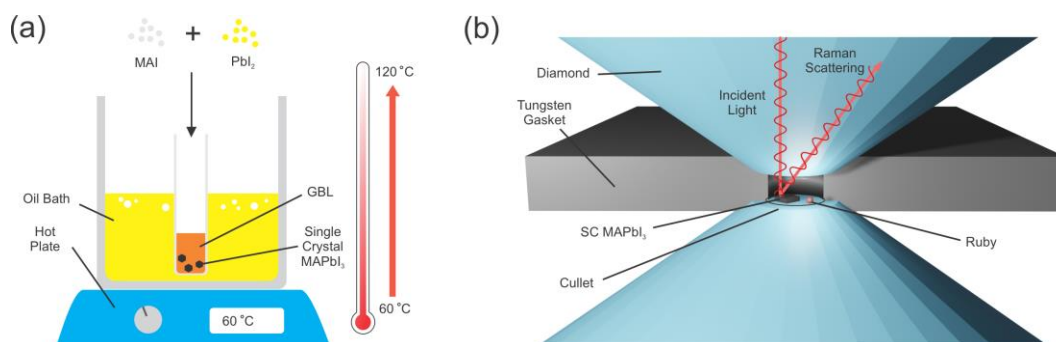 (a)
MAI + PbI₂
120 °C
Oil Bath
GBL
Hot
Plate
Single
Crystal
MAPbI₃
60 °C
60 °C
(b)
Diamond
Raman
Scattering
Incident
Light
Tungsten
Gasket
SC MAPbI₃
Ruby
Cullet